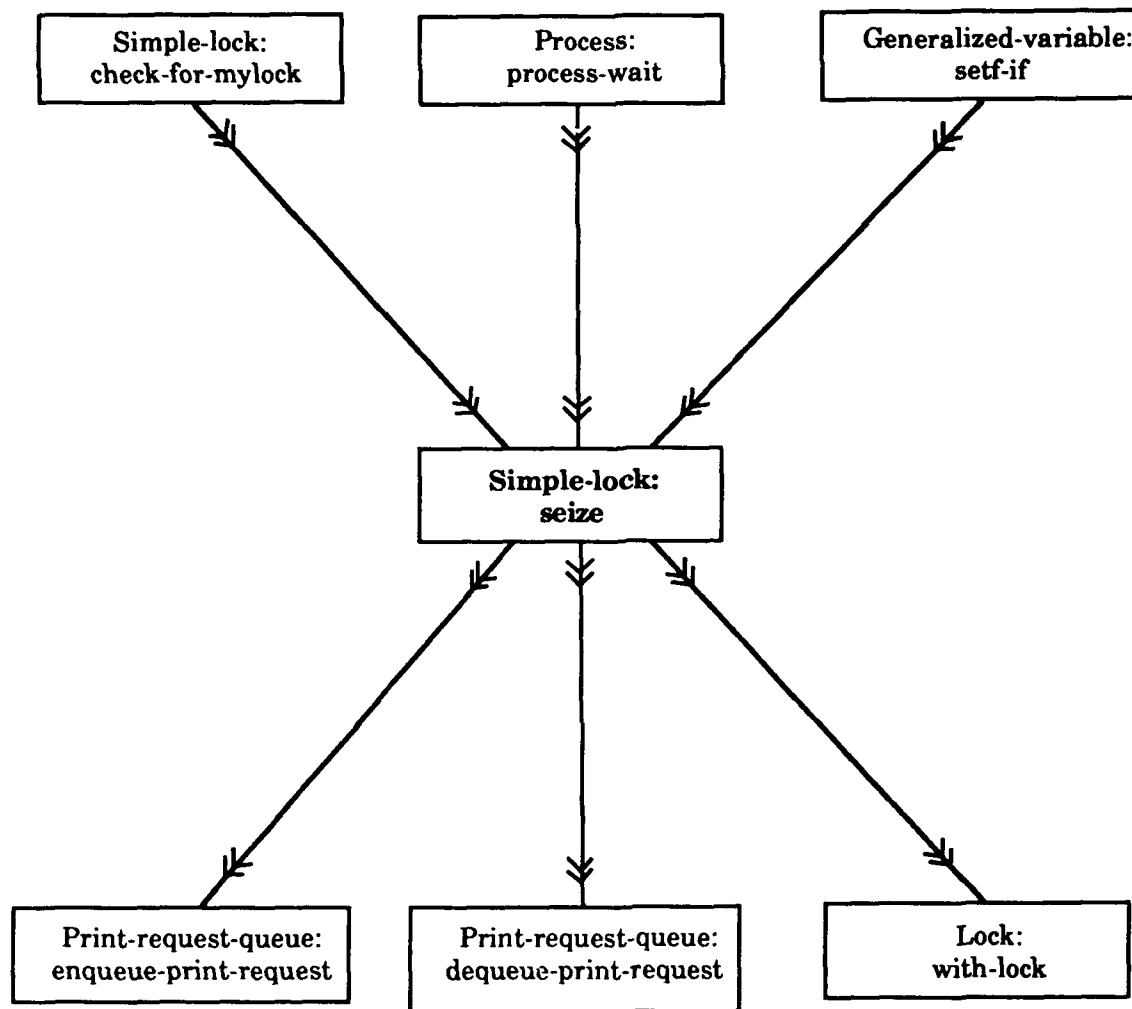 Simple-lock:
check-for-mylock
Process:
process-wait
Generalized-variable:
setf-if
Simple-lock:
seize
Print-request-queue:
enqueue-print-request
Print-request-queue:
dequeue-print-request
Lock:
with-lock